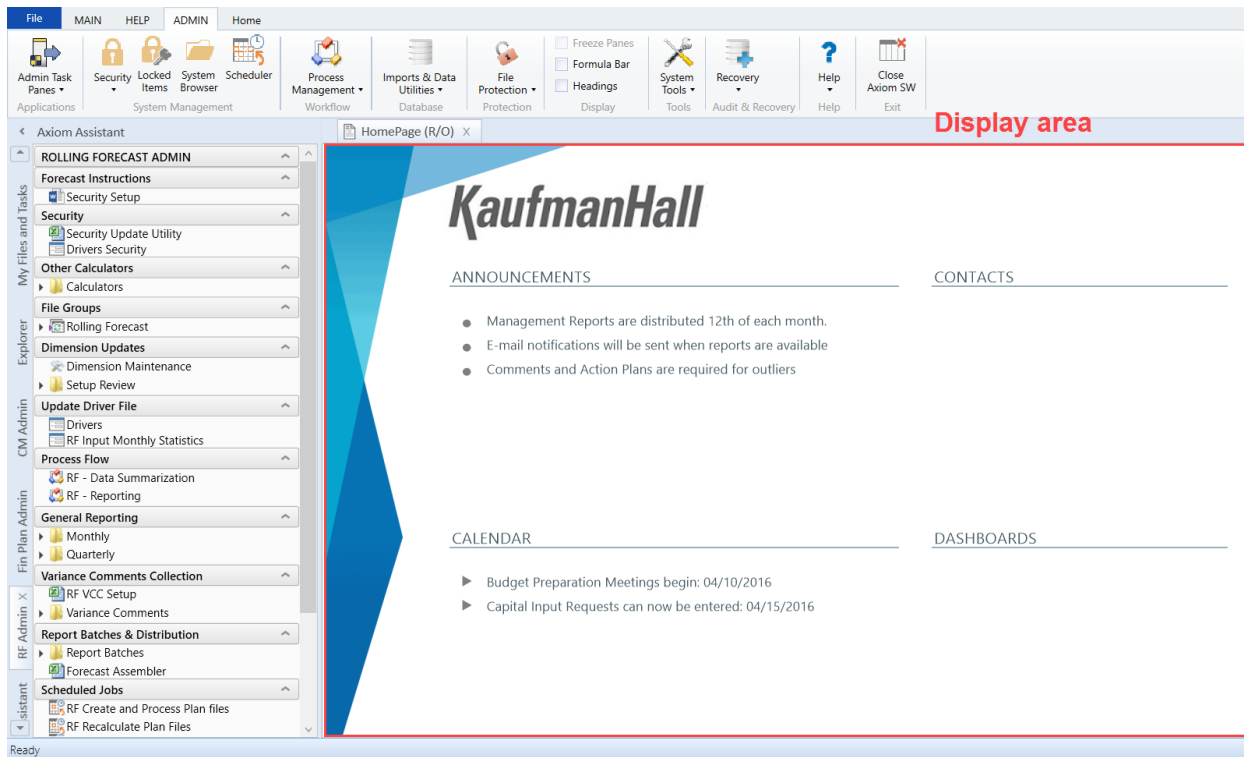 File MAIN HELP ADMIN Home
Admin Task Panes
Security
Locked Items
System Browser
Scheduler
Process Management
Imports & Data Utilities
File Protection
Freeze Panes
Formula Bar
Headings
System Tools
Recovery
Help
Close Axiom SW
Applications System Management Workflow Database Protection Display Tools Audit & Recovery Help Exit
Axiom Assistant
HomePage (R/O) X
Display area
My Files and Tasks
Explorer
CM Admin
Fin Plan Admin
RF Admin X
sistant
ROLLING FORECAST ADMIN
Forecast Instructions
Security Setup
Security
Security Update Utility
Drivers Security
Other Calculators
Calculators
File Groups
Rolling Forecast
Dimension Updates
Dimension Maintenance
Setup Review
Update Driver File
Drivers
RF Input Monthly Statistics
Process Flow
RF - Data Summarization
RF - Reporting
General Reporting
Monthly
Quarterly
Variance Comments Collection
RF VCC Setup
Variance Comments
Report Batches & Distribution
Report Batches
Forecast Assembler
Scheduled Jobs
RF Create and Process Plan files
RF Recalculate Plan Files
KaufmanHall
ANNOUNCEMENTS
Management Reports are distributed 12th of each month.
E-mail notifications will be sent when reports are available
Comments and Action Plans are required for outliers
CONTACTS
CALENDAR
Budget Preparation Meetings begin: 04/10/2016
Capital Input Requests can now be entered: 04/15/2016
DASHBOARDS
Ready